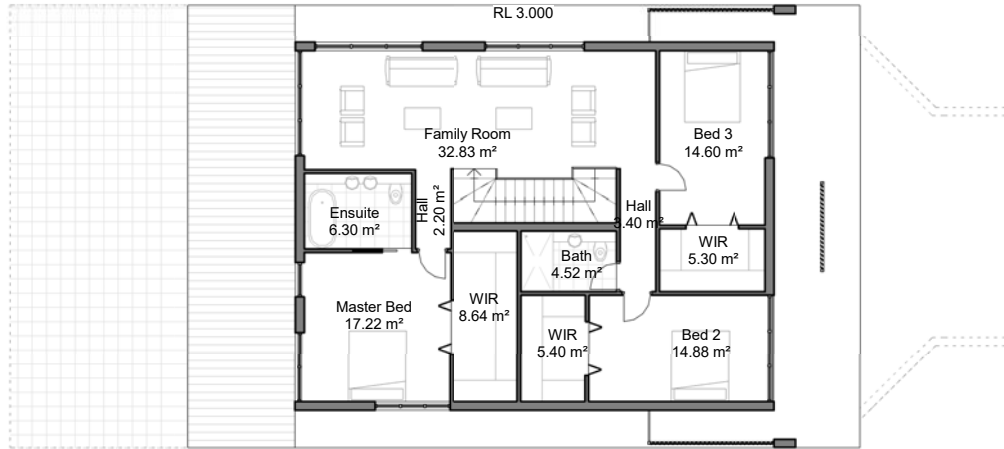 RL 3.000
Family Room
32.83 m²
Bed 3
14.60 m²
Ensuite
6.30 m²
Hall
2.20 m²
Hall
3.40 m²
WIR
5.30 m²
Bath
4.52 m²
Master Bed
17.22 m²
WIR
8.64 m²
WIR
5.40 m²
Bed 2
14.88 m²